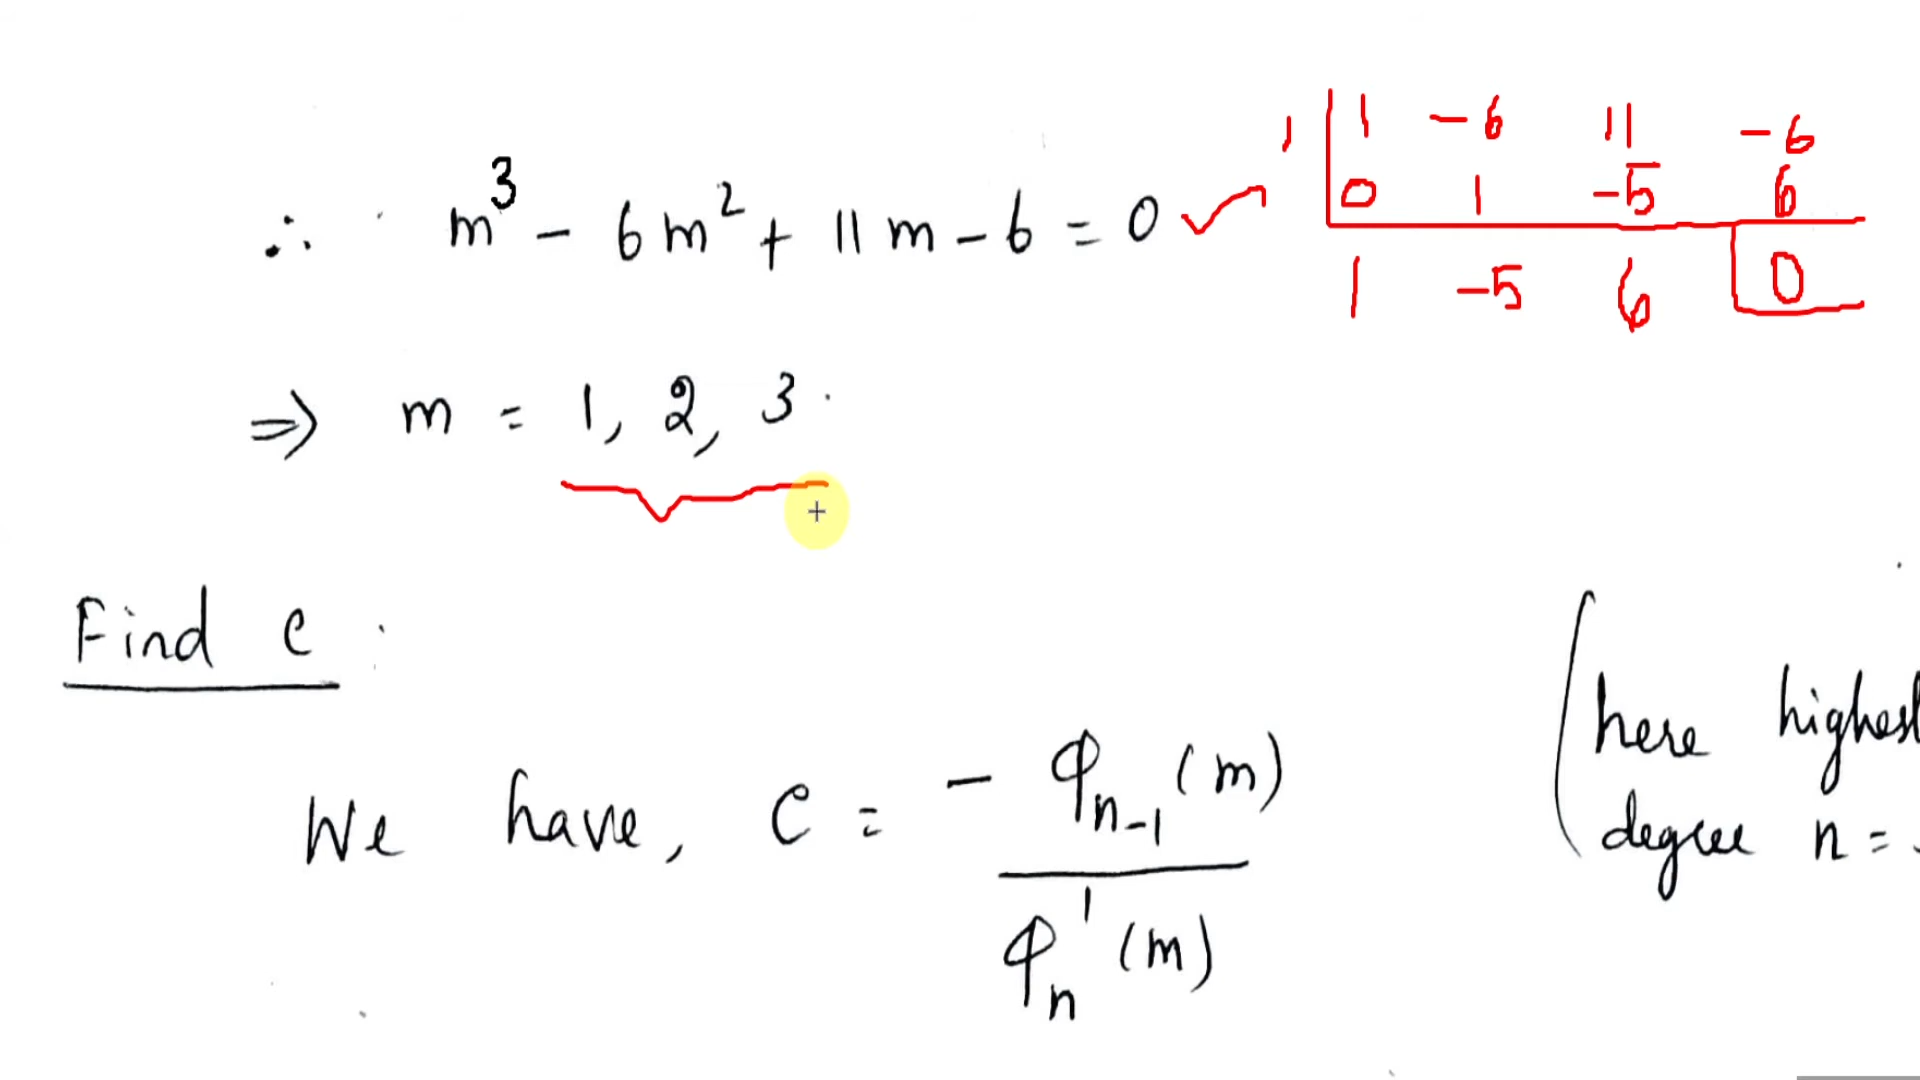 ∴ m³ - 6m² + 11m - 6 = 0 ✓
1 | 1 -6 11 -6
0 1 -5 6
1 -5 6 0
⇒ m = 1, 2, 3.
Find c :
We have, c = - φₙ₋₁(m) / φₙ'(m)
(here highest
degree n =